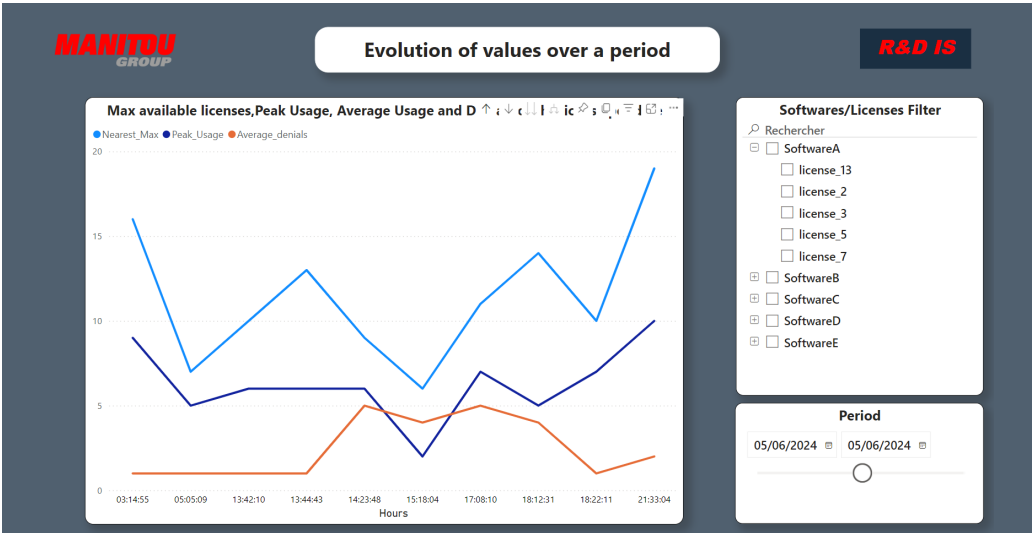 MANITOU
GROUP
Evolution of values over a period
R&D IS
Max available licenses,Peak Usage, Average Usage and D
Nearest_Max Peak_Usage Average_denials
20
15
10
5
0
03:14:55 05:05:09 13:42:10 13:44:43 14:23:48 15:18:04 17:08:10 18:12:31 18:22:11 21:33:04
Hours
Softwares/Licenses Filter
Rechercher
SoftwareA
license_13
license_2
license_3
license_5
license_7
SoftwareB
SoftwareC
SoftwareD
SoftwareE
Period
05/06/2024 05/06/2024